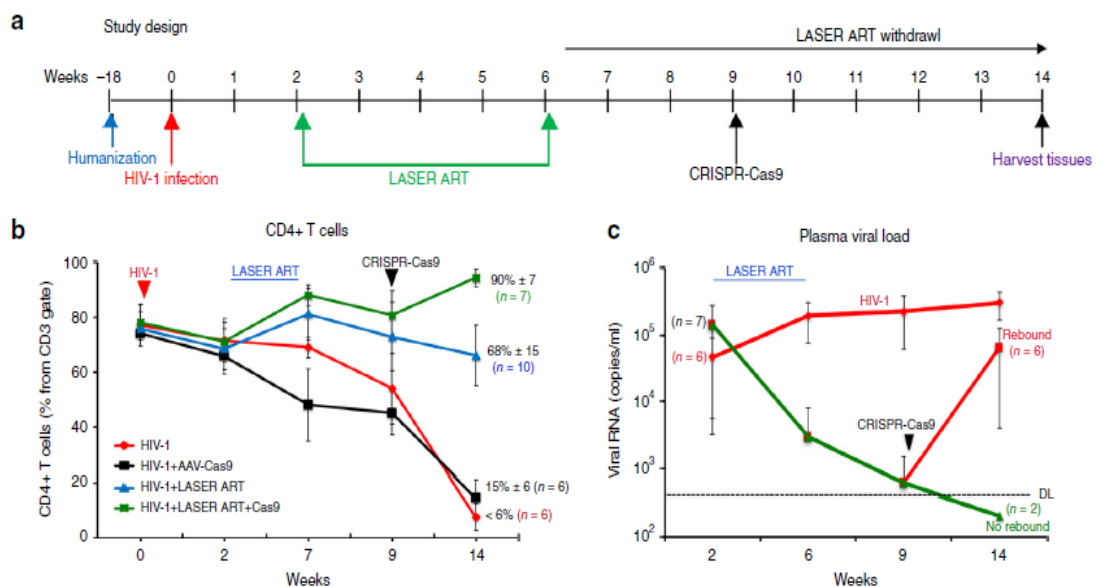 a
Study design
LASER ART withdrawl
Weeks –18 0 1 2 3 4 5 6 7 8 9 10 11 12 13 14
Humanization
HIV-1 infection
LASER ART
CRISPR-Cas9
Harvest tissues
b
CD4+ T cells
CD4+ T cells (% from CD3 gate)
100
80
60
40
20
0
HIV-1
LASER ART
CRISPR-Cas9
90% ± 7
(n = 7)
68% ± 15
(n = 10)
15% ± 6 (n = 6)
< 6% (n = 6)
HIV-1
HIV-1+AAV-Cas9
HIV-1+LASER ART
HIV-1+LASER ART+Cas9
0 2 7 9 14
Weeks
c
Plasma viral load
Viral RNA (copies/ml)
10⁶
10⁵
10⁴
10³
10²
LASER ART
HIV-1
(n = 7)
(n = 6)
Rebound
(n = 6)
CRISPR-Cas9
DL
(n = 2)
No rebound
2 6 9 14
Weeks